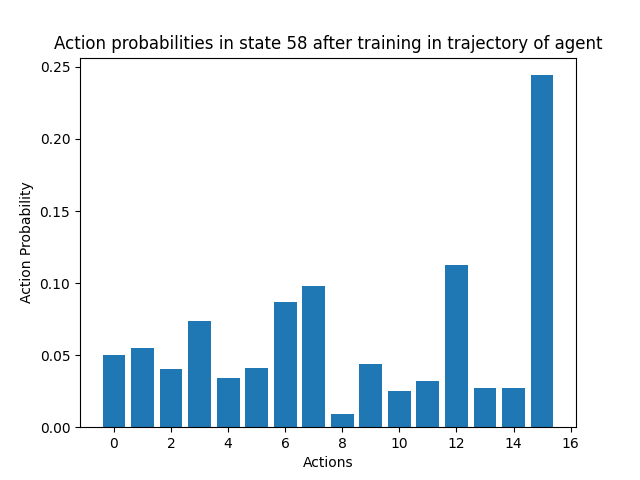 Action probabilities in state 58 after training in trajectory of agent
0.25
0.20
0.15
0.10
0.05
0.00
Action Probability
0 2 4 6 8 10 12 14 16
Actions